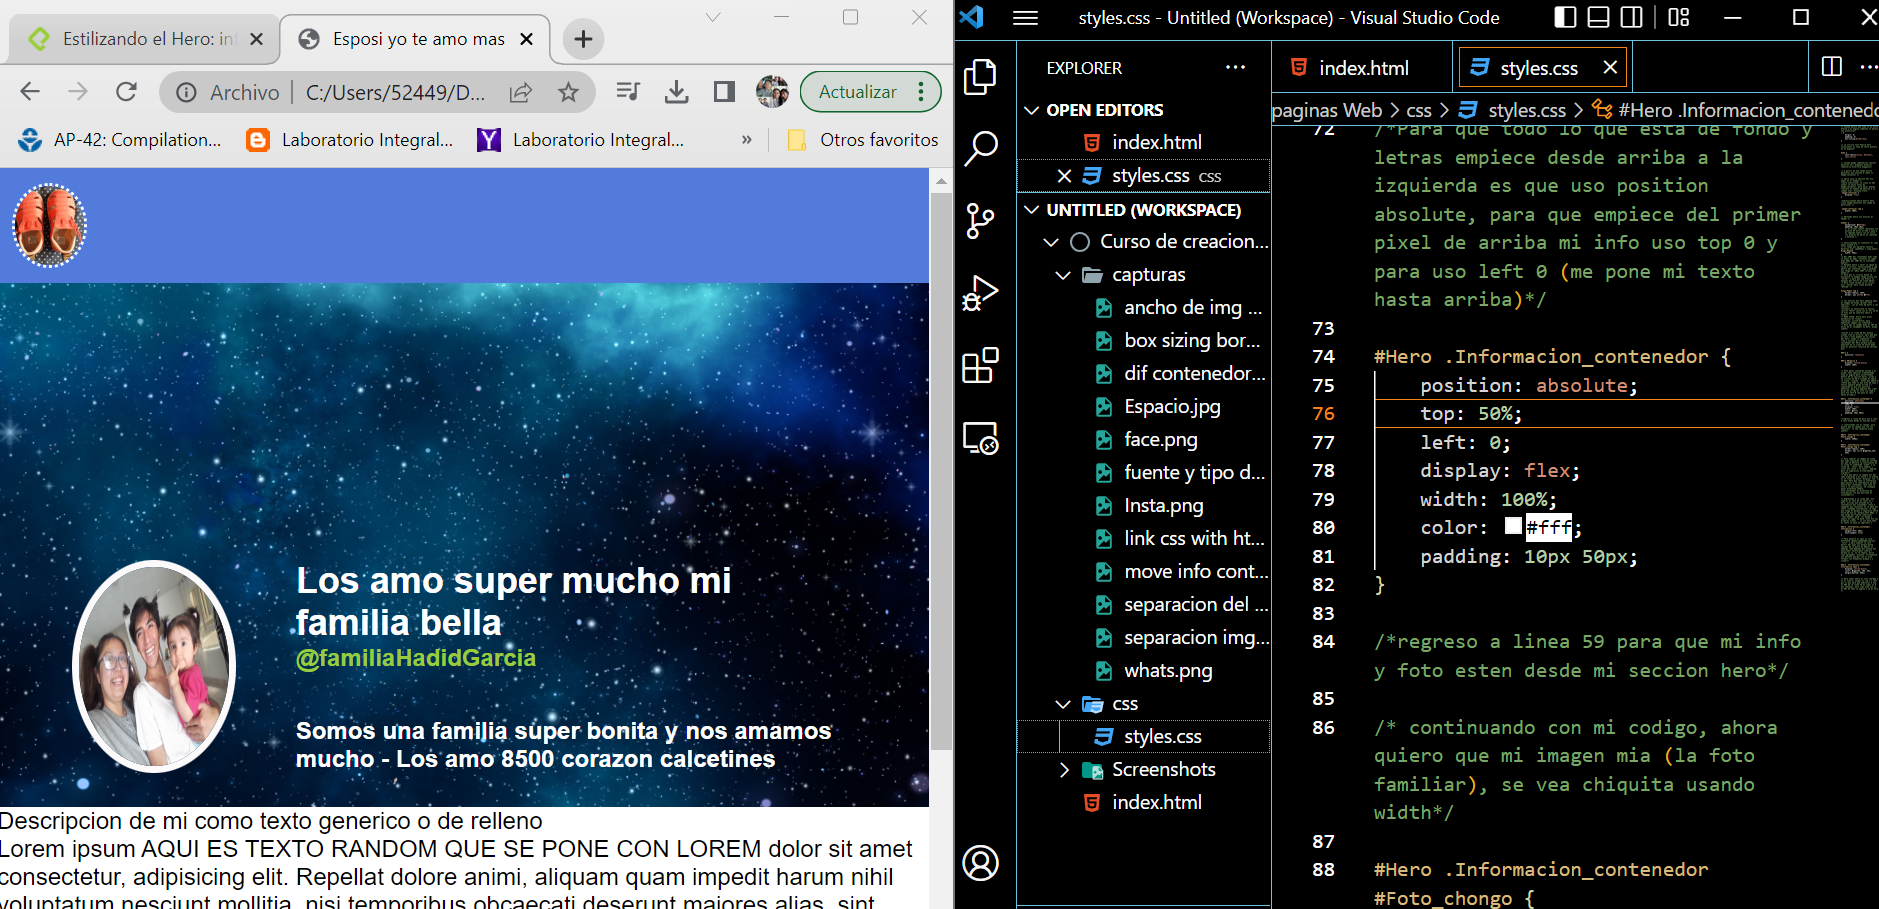 Estilizando el Hero: in
Esposi yo te amo mas
Archivo | C:/Users/52449/D...
Actualizar
AP-42: Compilation...
Laboratorio Integral...
Laboratorio Integral...
»
Otros favoritos
Los amo super mucho mi
familia bella
@familiaHadidGarcia
Somos una familia super bonita y nos amamos
mucho - Los amo 8500 corazon calcetines
Descripcion de mi como texto generico o de relleno
Lorem ipsum AQUI ES TEXTO RANDOM QUE SE PONE CON LOREM dolor sit amet
consectetur, adipisicing elit. Repellat dolore animi, aliquam quam impedit harum nihil
voluptatum nesciunt mollitia, nisi temporibus obcaecati deserunt maiores alias, sint
styles.css - Untitled (Workspace) - Visual Studio Code
EXPLORER
OPEN EDITORS
index.html
styles.css css
UNTITLED (WORKSPACE)
Curso de creacion...
capturas
ancho de img ...
box sizing bor...
dif contenedor...
Espacio.jpg
face.png
fuente y tipo d...
Insta.png
link css with ht...
move info cont...
separacion del ...
separacion img...
whats.png
css
styles.css
Screenshots
index.html
index.html
styles.css
paginas Web > css > styles.css > #Hero .Informacion_contenedo
72 /*Para que todo lo que esta de fondo y
letras empiece desde arriba a la
izquierda es que uso position
absolute, para que empiece del primer
pixel de arriba mi info uso top 0 y
para uso left 0 (me pone mi texto
hasta arriba)*/
73
74 #Hero .Informacion_contenedor {
75 position: absolute;
76 top: 50%;
77 left: 0;
78 display: flex;
79 width: 100%;
80 color: #fff;
81 padding: 10px 50px;
82 }
83
84 /*regreso a linea 59 para que mi info
y foto esten desde mi seccion hero*/
85
86 /* continuando con mi codigo, ahora
quiero que mi imagen mia (la foto
familiar), se vea chiquita usando
width*/
87
88 #Hero .Informacion_contenedor
#Foto_chongo {